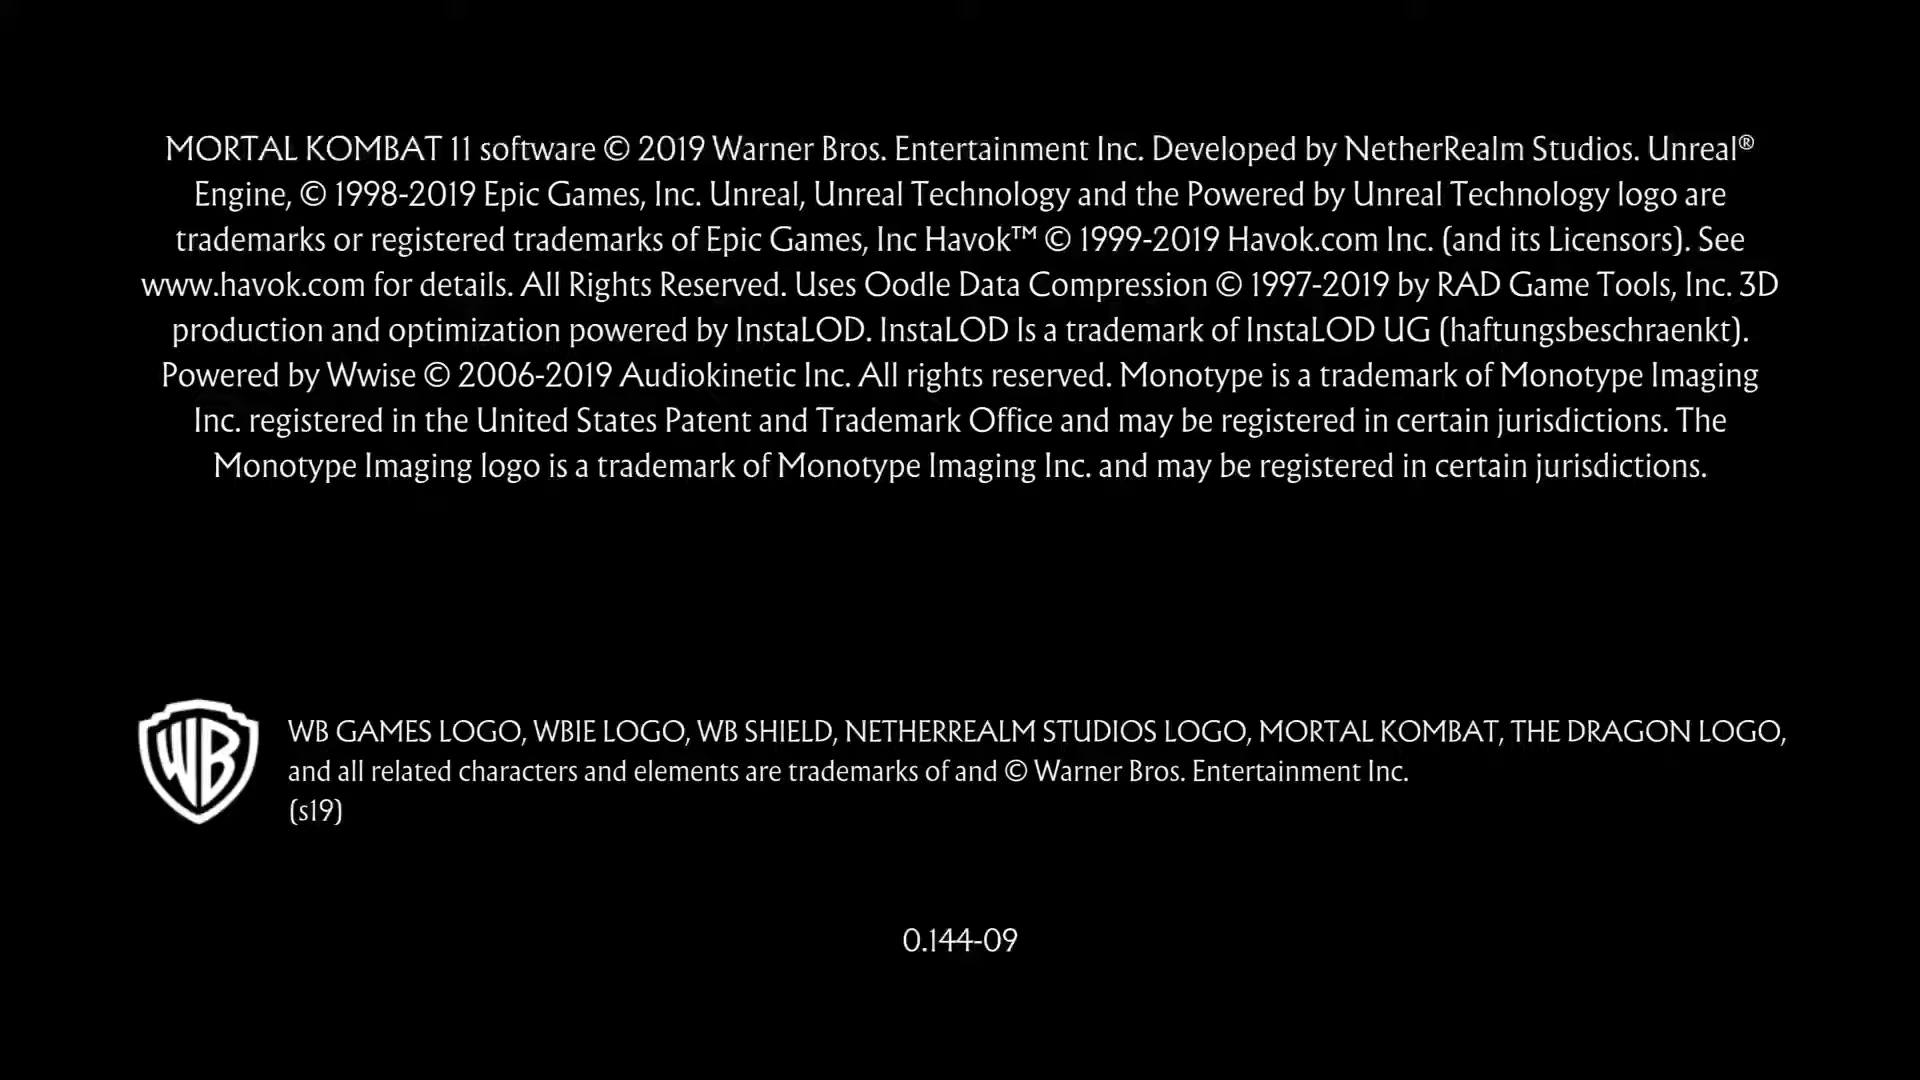 MORTAL KOMBAT 11 software © 2019 Warner Bros. Entertainment Inc. Developed by NetherRealm Studios. Unreal®
Engine, © 1998-2019 Epic Games, Inc. Unreal, Unreal Technology and the Powered by Unreal Technology logo are
trademarks or registered trademarks of Epic Games, Inc Havok™ © 1999-2019 Havok.com Inc. (and its Licensors). See
www.havok.com for details. All Rights Reserved. Uses Oodle Data Compression © 1997-2019 by RAD Game Tools, Inc. 3D
production and optimization powered by InstaLOD. InstaLOD Is a trademark of InstaLOD UG (haftungsbeschraenkt).
Powered by Wwise © 2006-2019 Audiokinetic Inc. All rights reserved. Monotype is a trademark of Monotype Imaging
Inc. registered in the United States Patent and Trademark Office and may be registered in certain jurisdictions. The
Monotype Imaging logo is a trademark of Monotype Imaging Inc. and may be registered in certain jurisdictions.
WB
WB GAMES LOGO, WBIE LOGO, WB SHIELD, NETHERREALM STUDIOS LOGO, MORTAL KOMBAT, THE DRAGON LOGO,
and all related characters and elements are trademarks of and © Warner Bros. Entertainment Inc.
(s19)
0.144-09